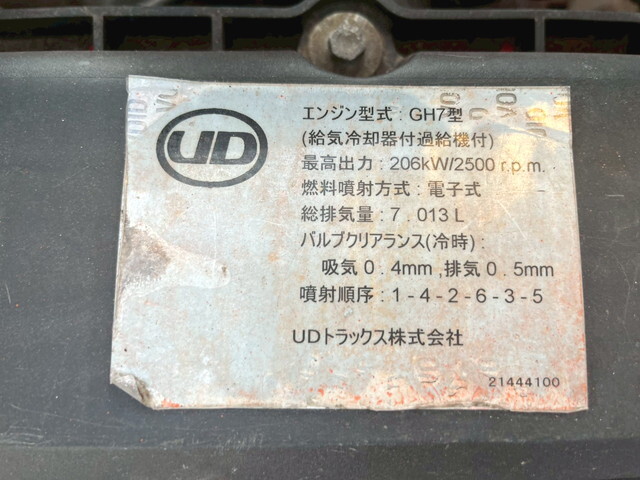 UD
エンジン型式 : GH7型
(給気冷却器付過給機付)
最高出力 : 206kW/2500 r.p.m.
燃料噴射方式 : 電子式
総排気量 : 7.013 L
バルブクリアランス(冷時) :
吸気0.4mm ,排気0.5mm
噴射順序 : 1-4-2-6-3-5
UDトラックス株式会社
21444100